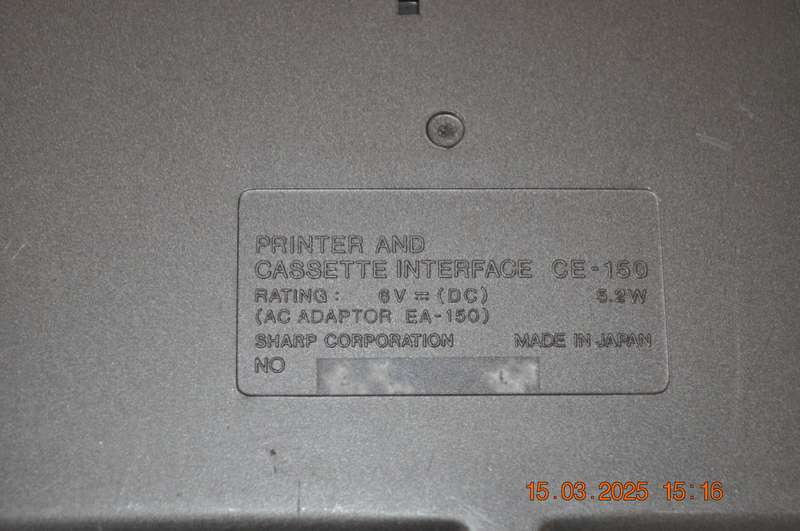 PRINTER AND
CASSETTE INTERFACE CE-150
RATING: 6V = (DC) 5.2W
(AC ADAPTOR EA-150)
SHARP CORPORATION MADE IN JAPAN
NO
15.03.2025 15:16